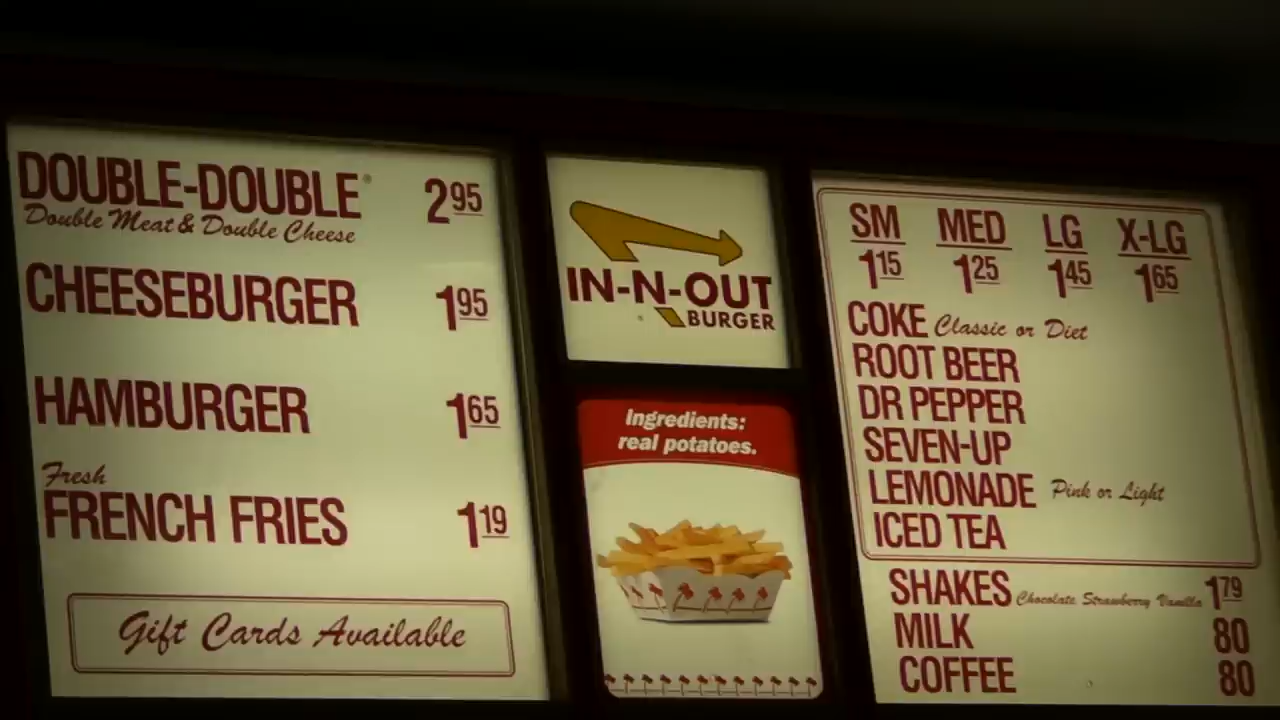 DOUBLE-DOUBLE® 2.95
Double Meat & Double Cheese
CHEESEBURGER 1.95
HAMBURGER 1.65
Fresh
FRENCH FRIES 1.19
Gift Cards Available
IN-N-OUT
BURGER
Ingredients:
real potatoes.
SM MED LG X-LG
1.15 1.25 1.45 1.65
COKE Classic or Diet
ROOT BEER
DR PEPPER
SEVEN-UP
LEMONADE Pink or Light
ICED TEA
SHAKES Chocolate Strawberry Vanilla 1.79
MILK 80
COFFEE 80